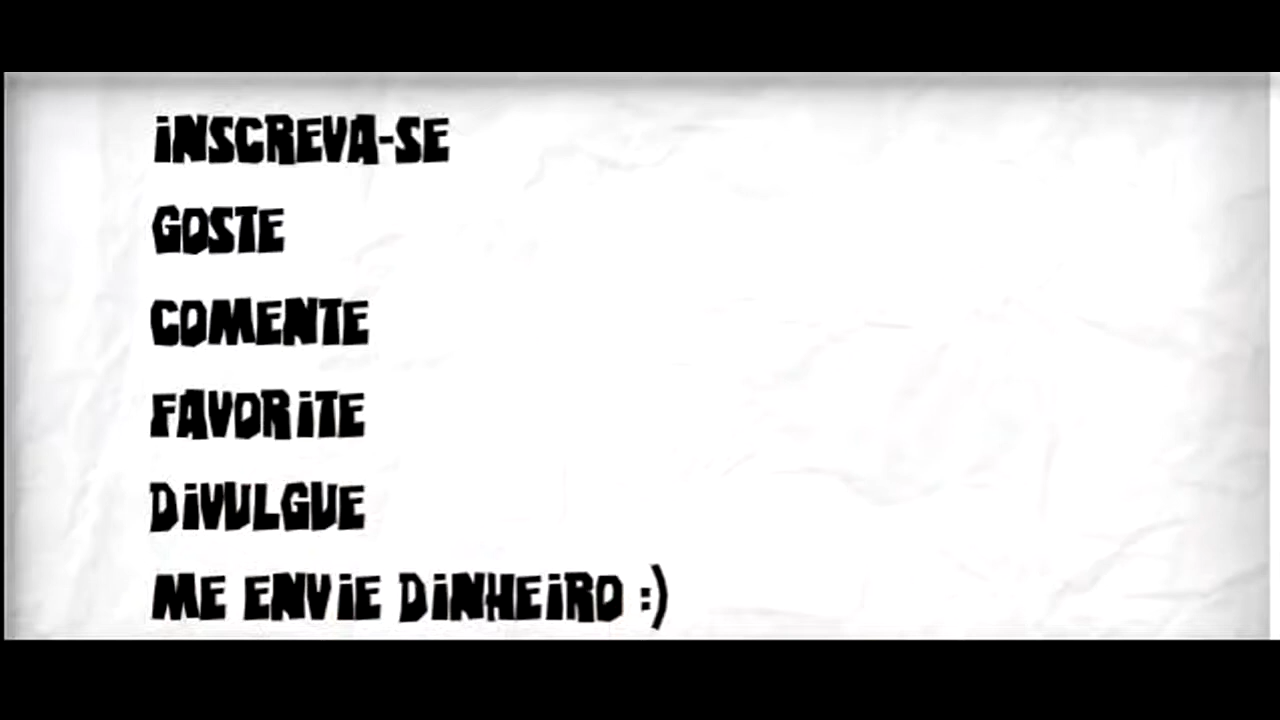 INSCREVA-SE
GOSTE
COMENTE
FAVORITE
DIVULGUE
ME ENVIE DINHEIRO :)